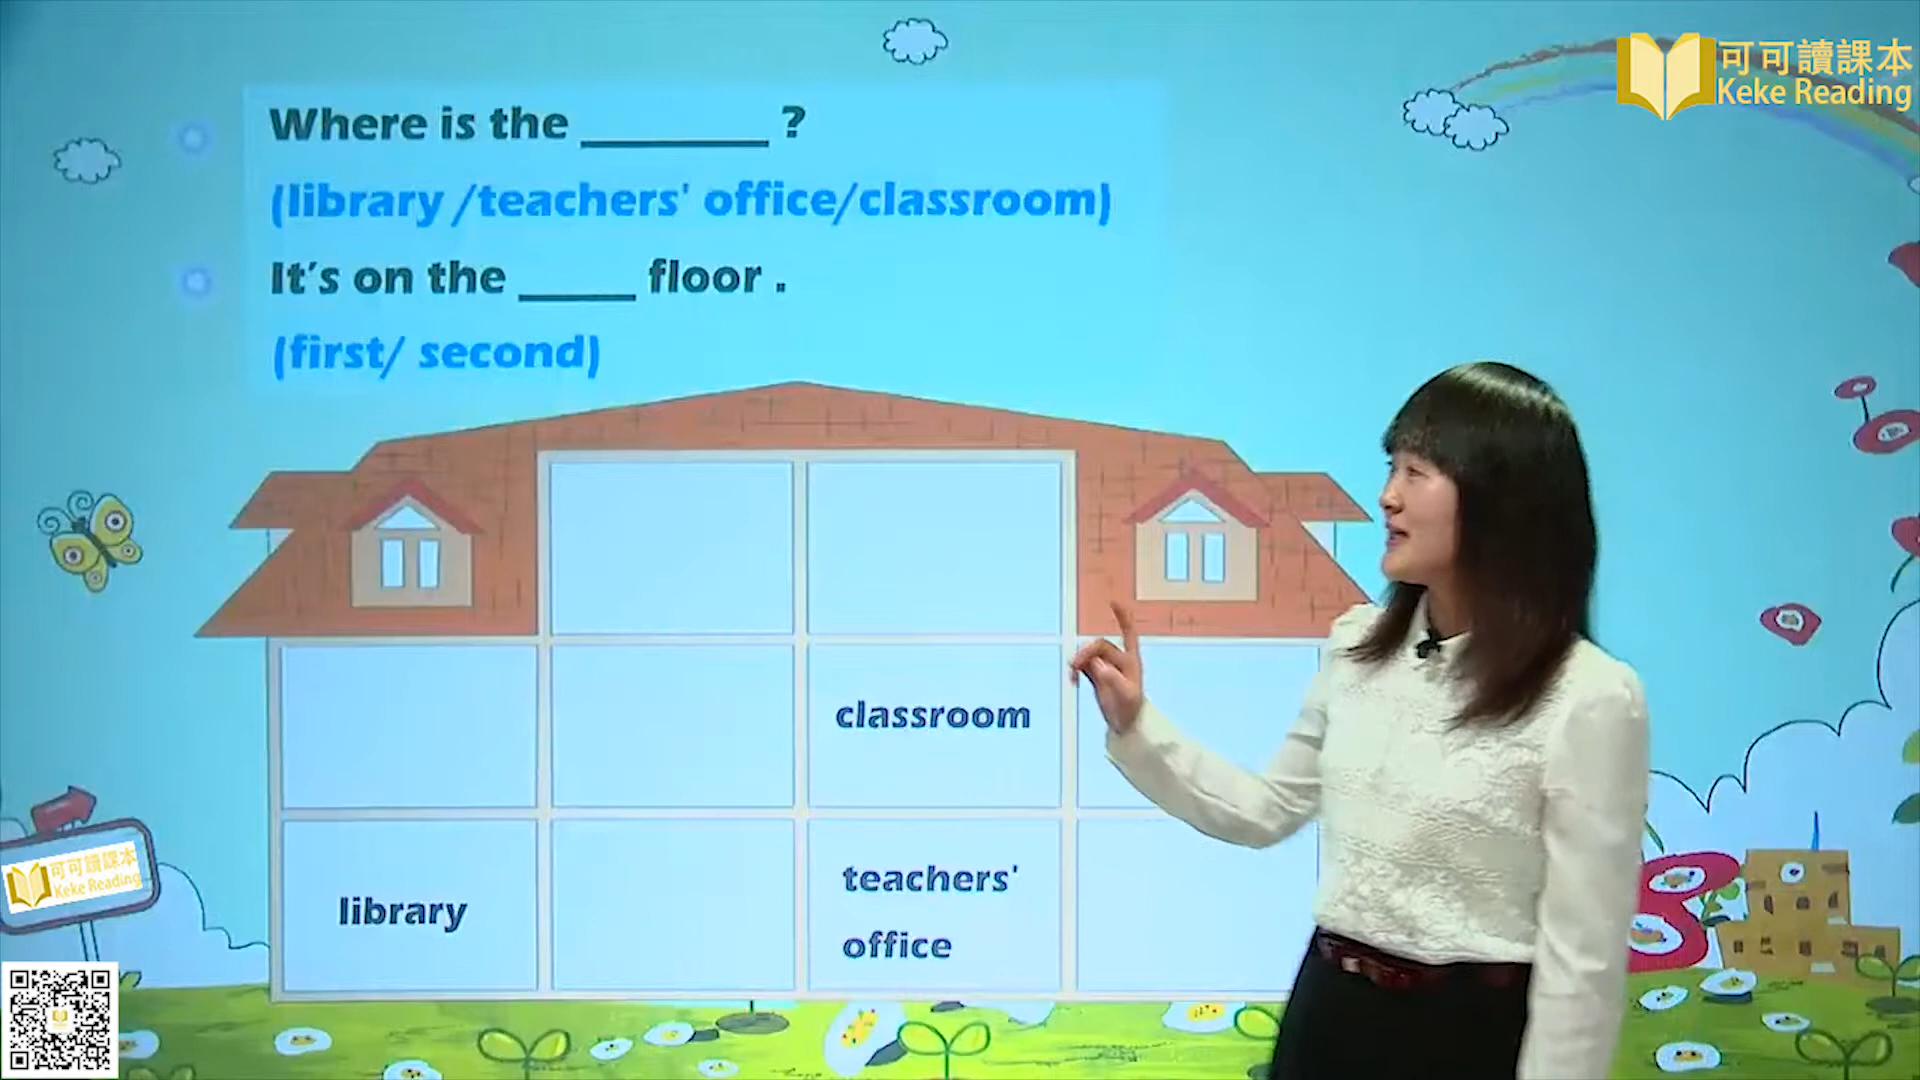 可可讀課本
Keke Reading
Where is the ________ ?
(library /teachers' office/classroom)
It's on the _____ floor .
(first/ second)
classroom
library
teachers'
office
可可讀課本
Keke Reading